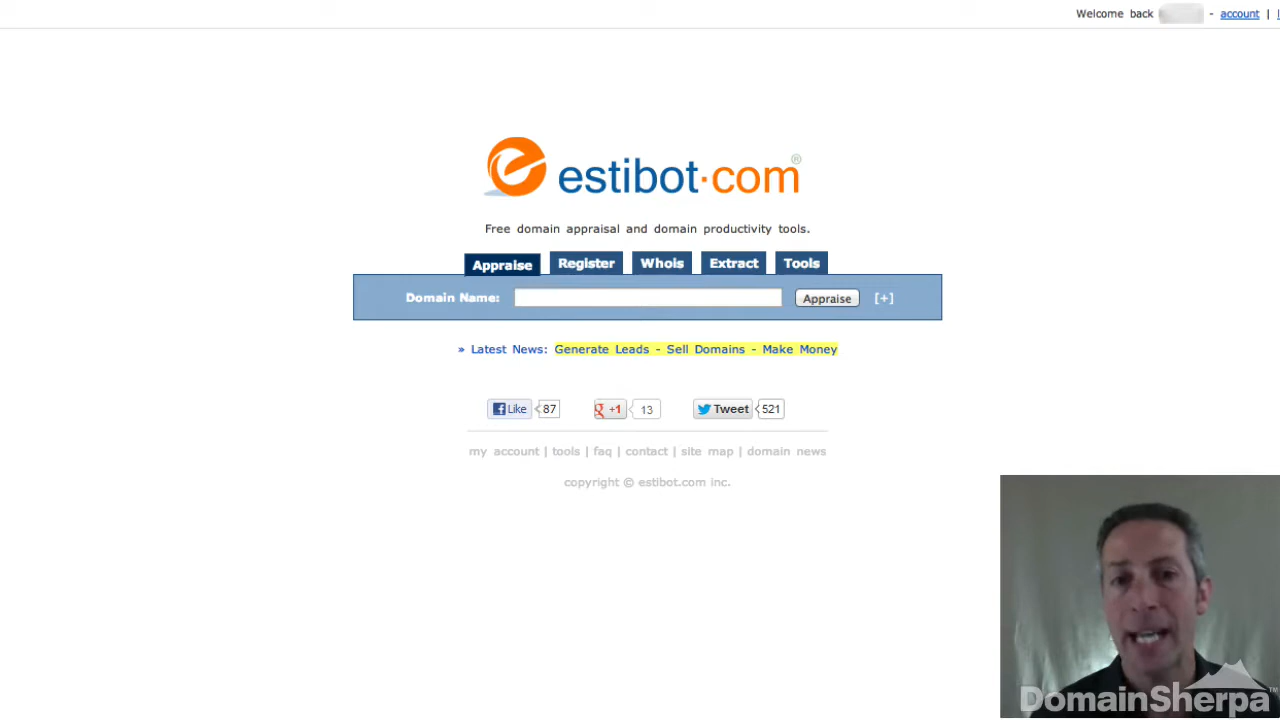 Welcome back - account |
estibot.com®
Free domain appraisal and domain productivity tools.
Appraise Register Whois Extract Tools
Domain Name: Appraise [+]
» Latest News: Generate Leads - Sell Domains - Make Money
Like 87 +1 13 Tweet 521
my account | tools | faq | contact | site map | domain news
copyright © estibot.com inc.
DomainSherpa™